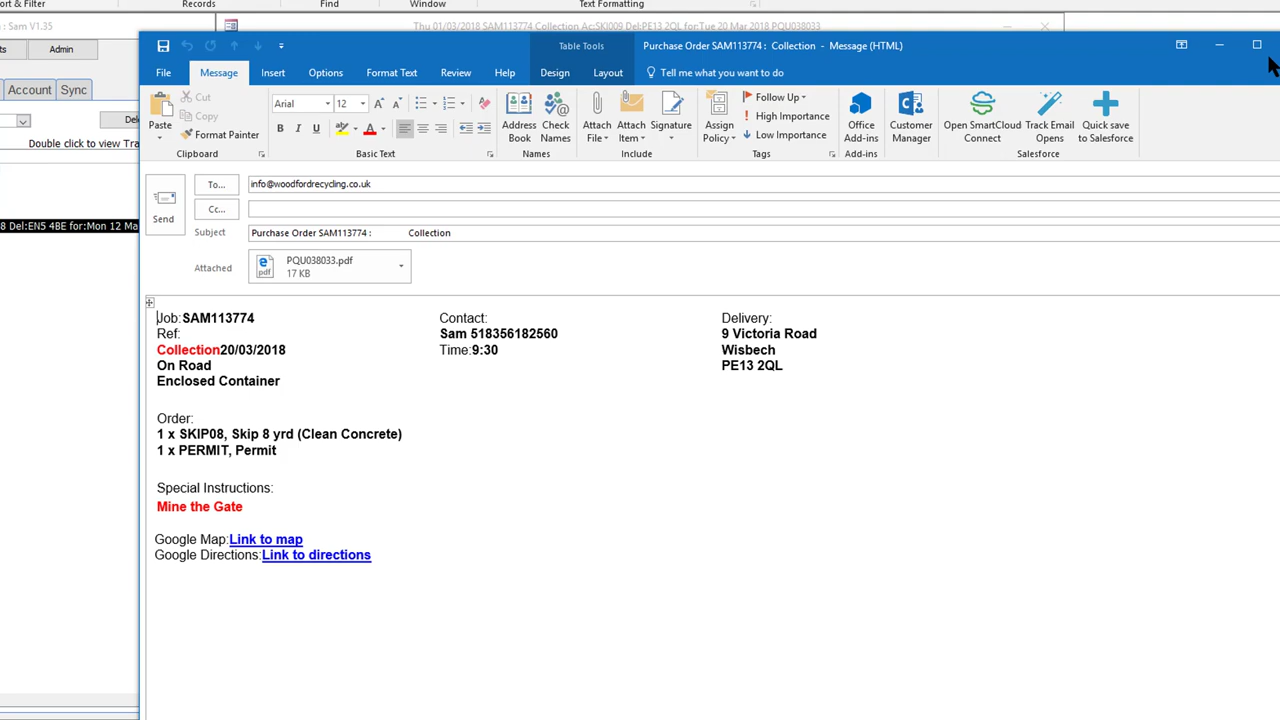 ort & Filter Records Find Window Text Formatting
: Sam V1.35
Thu 01/03/2018 SAM113774 Collection Ac:SKI009 Del:PE13 2QL for:Tue 20 Mar 2018 PQU038033
Admin
Account Sync
Double click to view Tra
8 Del:EN5 4BE for:Mon 12 Ma
Table Tools
Purchase Order SAM113774 : Collection - Message (HTML)
File Message Insert Options Format Text Review Help Design Layout Tell me what you want to do
Paste
Cut
Copy
Format Painter
Clipboard
Arial 12
B I U
Basic Text
Address Book
Check Names
Names
Attach File
Attach Item
Signature
Include
Assign Policy
Follow Up
High Importance
Low Importance
Tags
Office Add-ins
Add-ins
Customer Manager
Open SmartCloud Connect
Track Email Opens
Quick save to Salesforce
Salesforce
Send
To... info@woodfordrecycling.co.uk
Cc...
Subject Purchase Order SAM113774 : Collection
Attached PQU038033.pdf
17 KB
Job:SAM113774
Ref:
Collection20/03/2018
On Road
Enclosed Container
Contact:
Sam 518356182560
Time:9:30
Delivery:
9 Victoria Road
Wisbech
PE13 2QL
Order:
1 x SKIP08, Skip 8 yrd (Clean Concrete)
1 x PERMIT, Permit
Special Instructions:
Mine the Gate
Google Map:Link to map
Google Directions:Link to directions